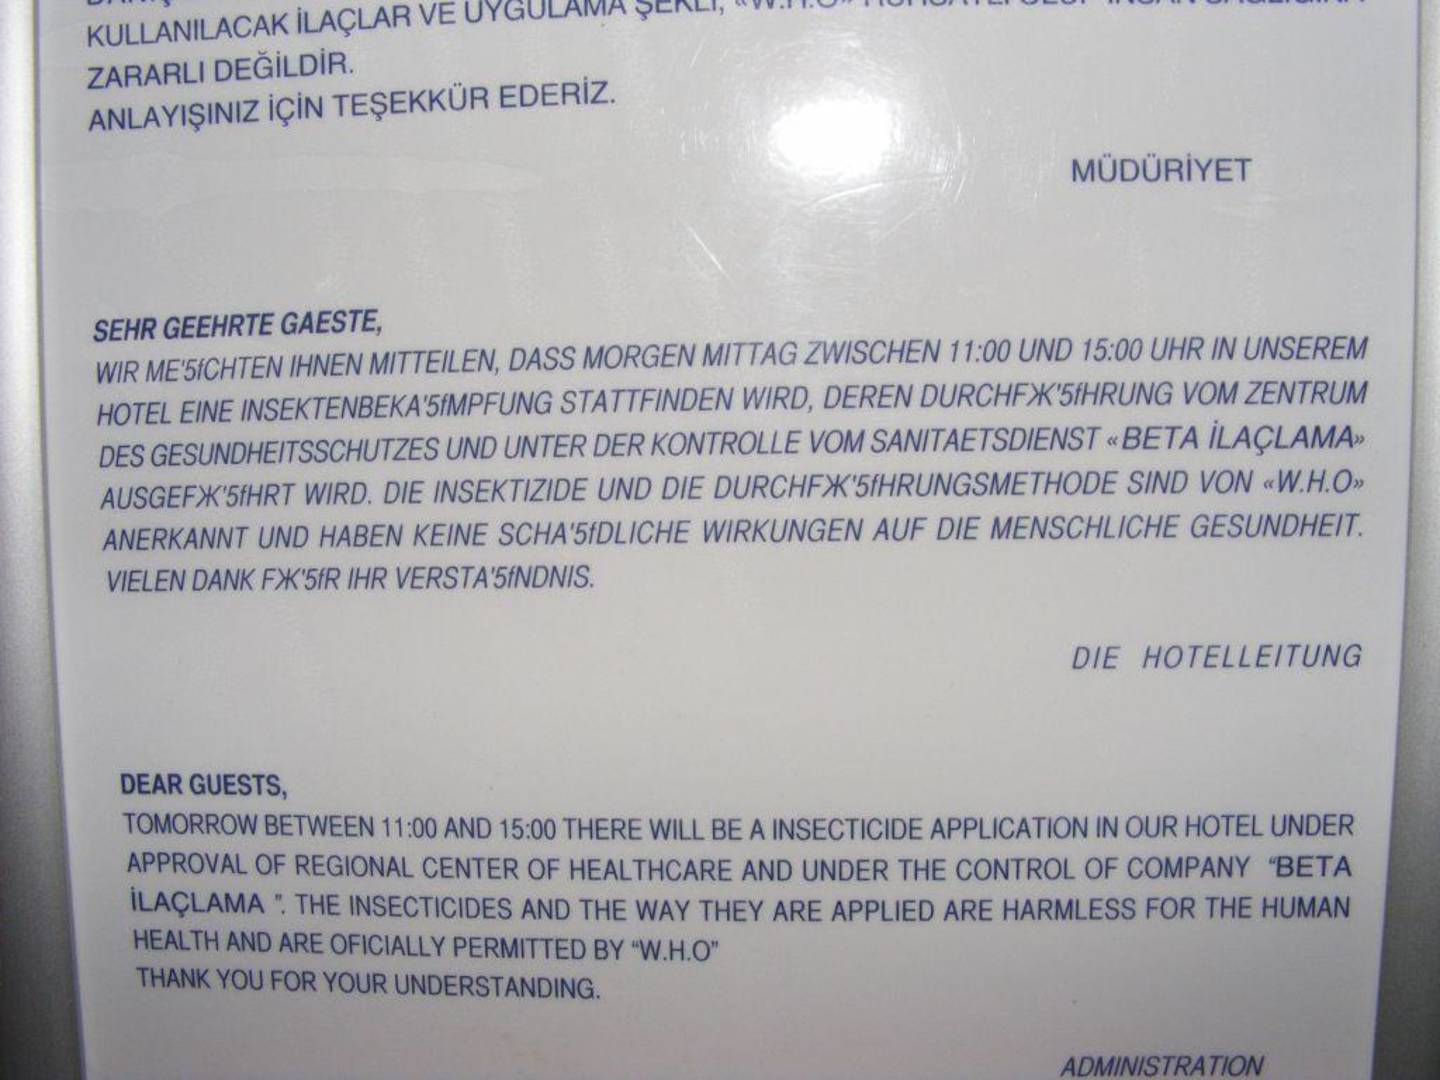 KULLANILACAK İLAÇLAR VE UYGULAMA ŞEKLİ, «W.H.O»
ZARARLI DEĞİLDİR.
ANLAYIŞINIZ İÇİN TEŞEKKÜR EDERİZ.
MÜDÜRİYET
SEHR GEEHRTE GAESTE,
WIR ME'5fCHTEN IHNEN MITTEILEN, DASS MORGEN MITTAG ZWISCHEN 11:00 UND 15:00 UHR IN UNSEREM
HOTEL EINE INSEKTENBEKA'5fMPFUNG STATTFINDEN WIRD, DEREN DURCHFЖ'5fHRUNG VOM ZENTRUM
DES GESUNDHEITSSCHUTZES UND UNTER DER KONTROLLE VOM SANITAETSDIENST «BETA İLAÇLAMA»
AUSGEFЖ'5fHRT WIRD. DIE INSEKTIZIDE UND DIE DURCHFЖ'5fHRUNGSMETHODE SIND VON «W.H.O»
ANERKANNT UND HABEN KEINE SCHA'5fDLICHE WIRKUNGEN AUF DIE MENSCHLICHE GESUNDHEIT.
VIELEN DANK FЖ'5fR IHR VERSTA'5fNDNIS.
DIE HOTELLEITUNG
DEAR GUESTS,
TOMORROW BETWEEN 11:00 AND 15:00 THERE WILL BE A INSECTICIDE APPLICATION IN OUR HOTEL UNDER
APPROVAL OF REGIONAL CENTER OF HEALTHCARE AND UNDER THE CONTROL OF COMPANY "BETA
İLAÇLAMA ". THE INSECTICIDES AND THE WAY THEY ARE APPLIED ARE HARMLESS FOR THE HUMAN
HEALTH AND ARE OFICIALLY PERMITTED BY "W.H.O"
THANK YOU FOR YOUR UNDERSTANDING.
ADMINISTRATION